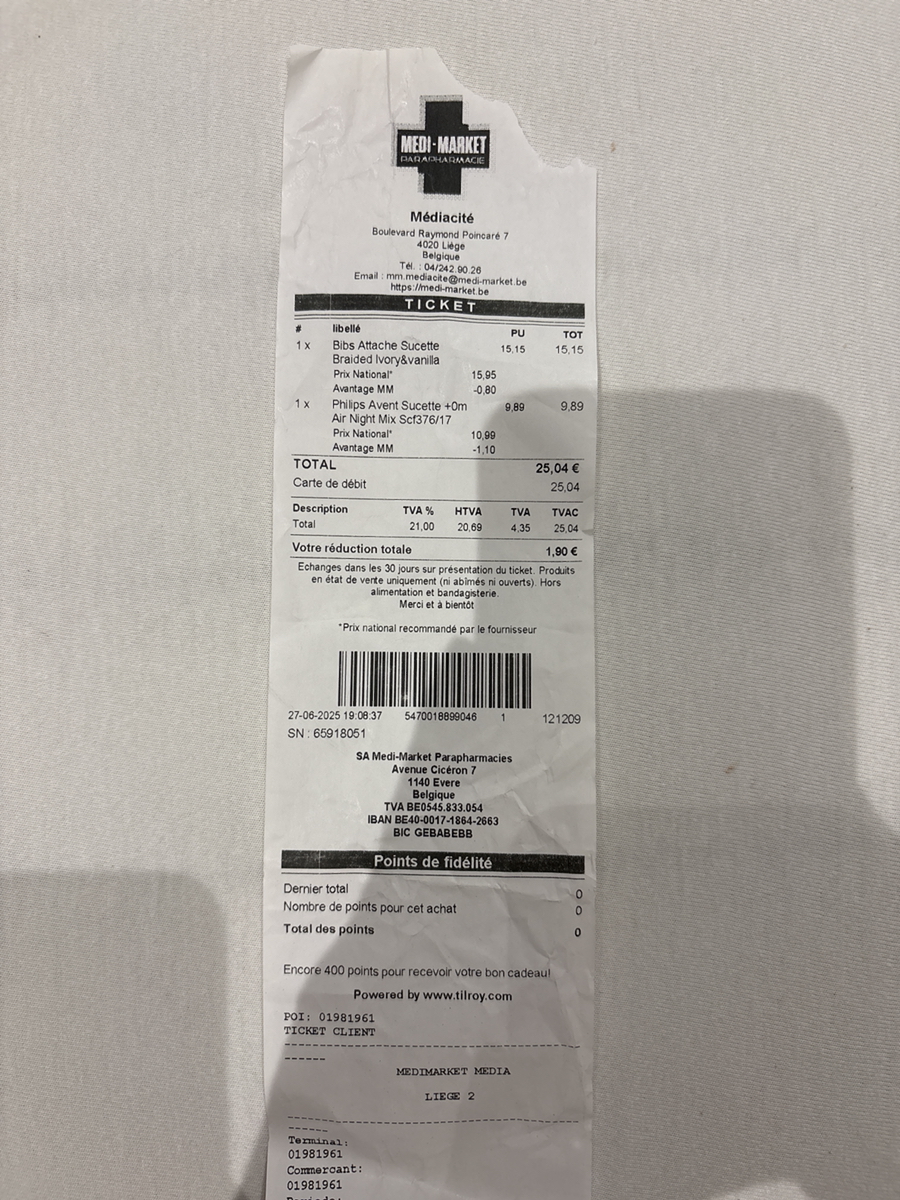 MEDI-MARKET
PARAPHARMACIE
Médiacité
Boulevard Raymond Poincaré 7
4020 Liège
Belgique
Tél. : 04/242.90.26
Email : mm.mediacite@medi-market.be
https://medi-market.be
TICKET
# libellé PU TOT
1 x Bibs Attache Sucette 15,15 15,15
Braided Ivory&vanilla
Prix National* 15,95
Avantage MM -0,80
1 x Philips Avent Sucette +0m 9,89 9,89
Air Night Mix Scf376/17
Prix National* 10,99
Avantage MM -1,10
TOTAL 25,04 €
Carte de débit 25,04
Description TVA % HTVA TVA TVAC
Total 21,00 20,69 4,35 25,04
Votre réduction totale 1,90 €
Echanges dans les 30 jours sur présentation du ticket. Produits
en état de vente uniquement (ni abîmés ni ouverts). Hors
alimentation et bandagisterie.
Merci et à bientôt
*Prix national recommandé par le fournisseur
27-06-2025 19:08:37 5470018899046 1 121209
SN : 65918051
SA Medi-Market Parapharmacies
Avenue Cicéron 7
1140 Evere
Belgique
TVA BE0545.833.054
IBAN BE40-0017-1864-2663
BIC GEBABEBB
Points de fidélité
Dernier total 0
Nombre de points pour cet achat 0
Total des points 0
Encore 400 points pour recevoir votre bon cadeau!
Powered by www.tilroy.com
POI: 01981961
TICKET CLIENT
MEDIMARKET MEDIA
LIEGE 2
Terminal:
01981961
Commercant:
01981961